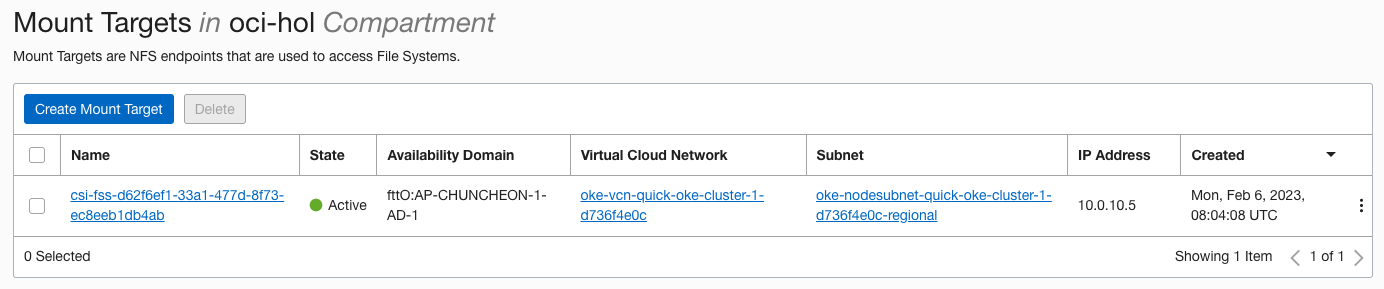 Mount Targets in oci-hol Compartment
Mount Targets are NFS endpoints that are used to access File Systems.
Create Mount Target Delete
Name State Availability Domain Virtual Cloud Network Subnet IP Address Created
csi-fss-d62f6ef1-33a1-477d-8f73-
ec8eeb1db4ab
Active
fttO:AP-CHUNCHEON-1-
AD-1
oke-vcn-quick-oke-cluster-1-
d736f4e0c
oke-nodesubnet-quick-oke-cluster-1-
d736f4e0c-regional
10.0.10.5
Mon, Feb 6, 2023,
08:04:08 UTC
0 Selected Showing 1 Item 1 of 1